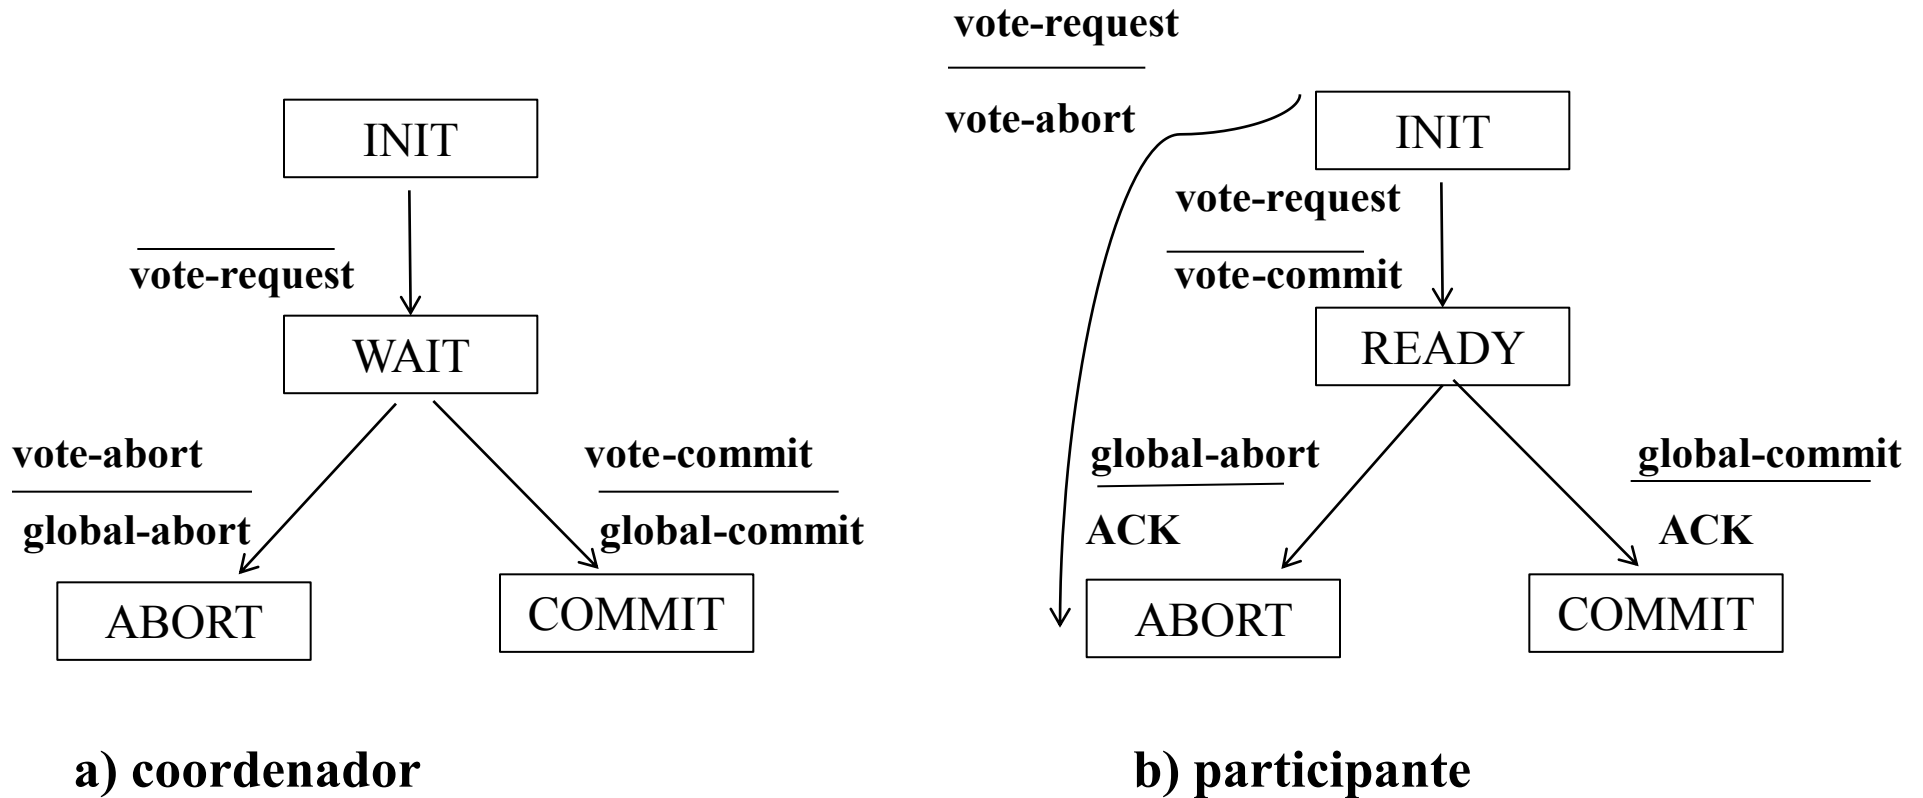 INIT
vote-request
WAIT
vote-abort
global-abort
vote-commit
global-commit
ABORT
COMMIT
a) coordenador
vote-request
vote-abort
INIT
vote-request
vote-commit
READY
global-abort
ACK
global-commit
ACK
ABORT
COMMIT
b) participante